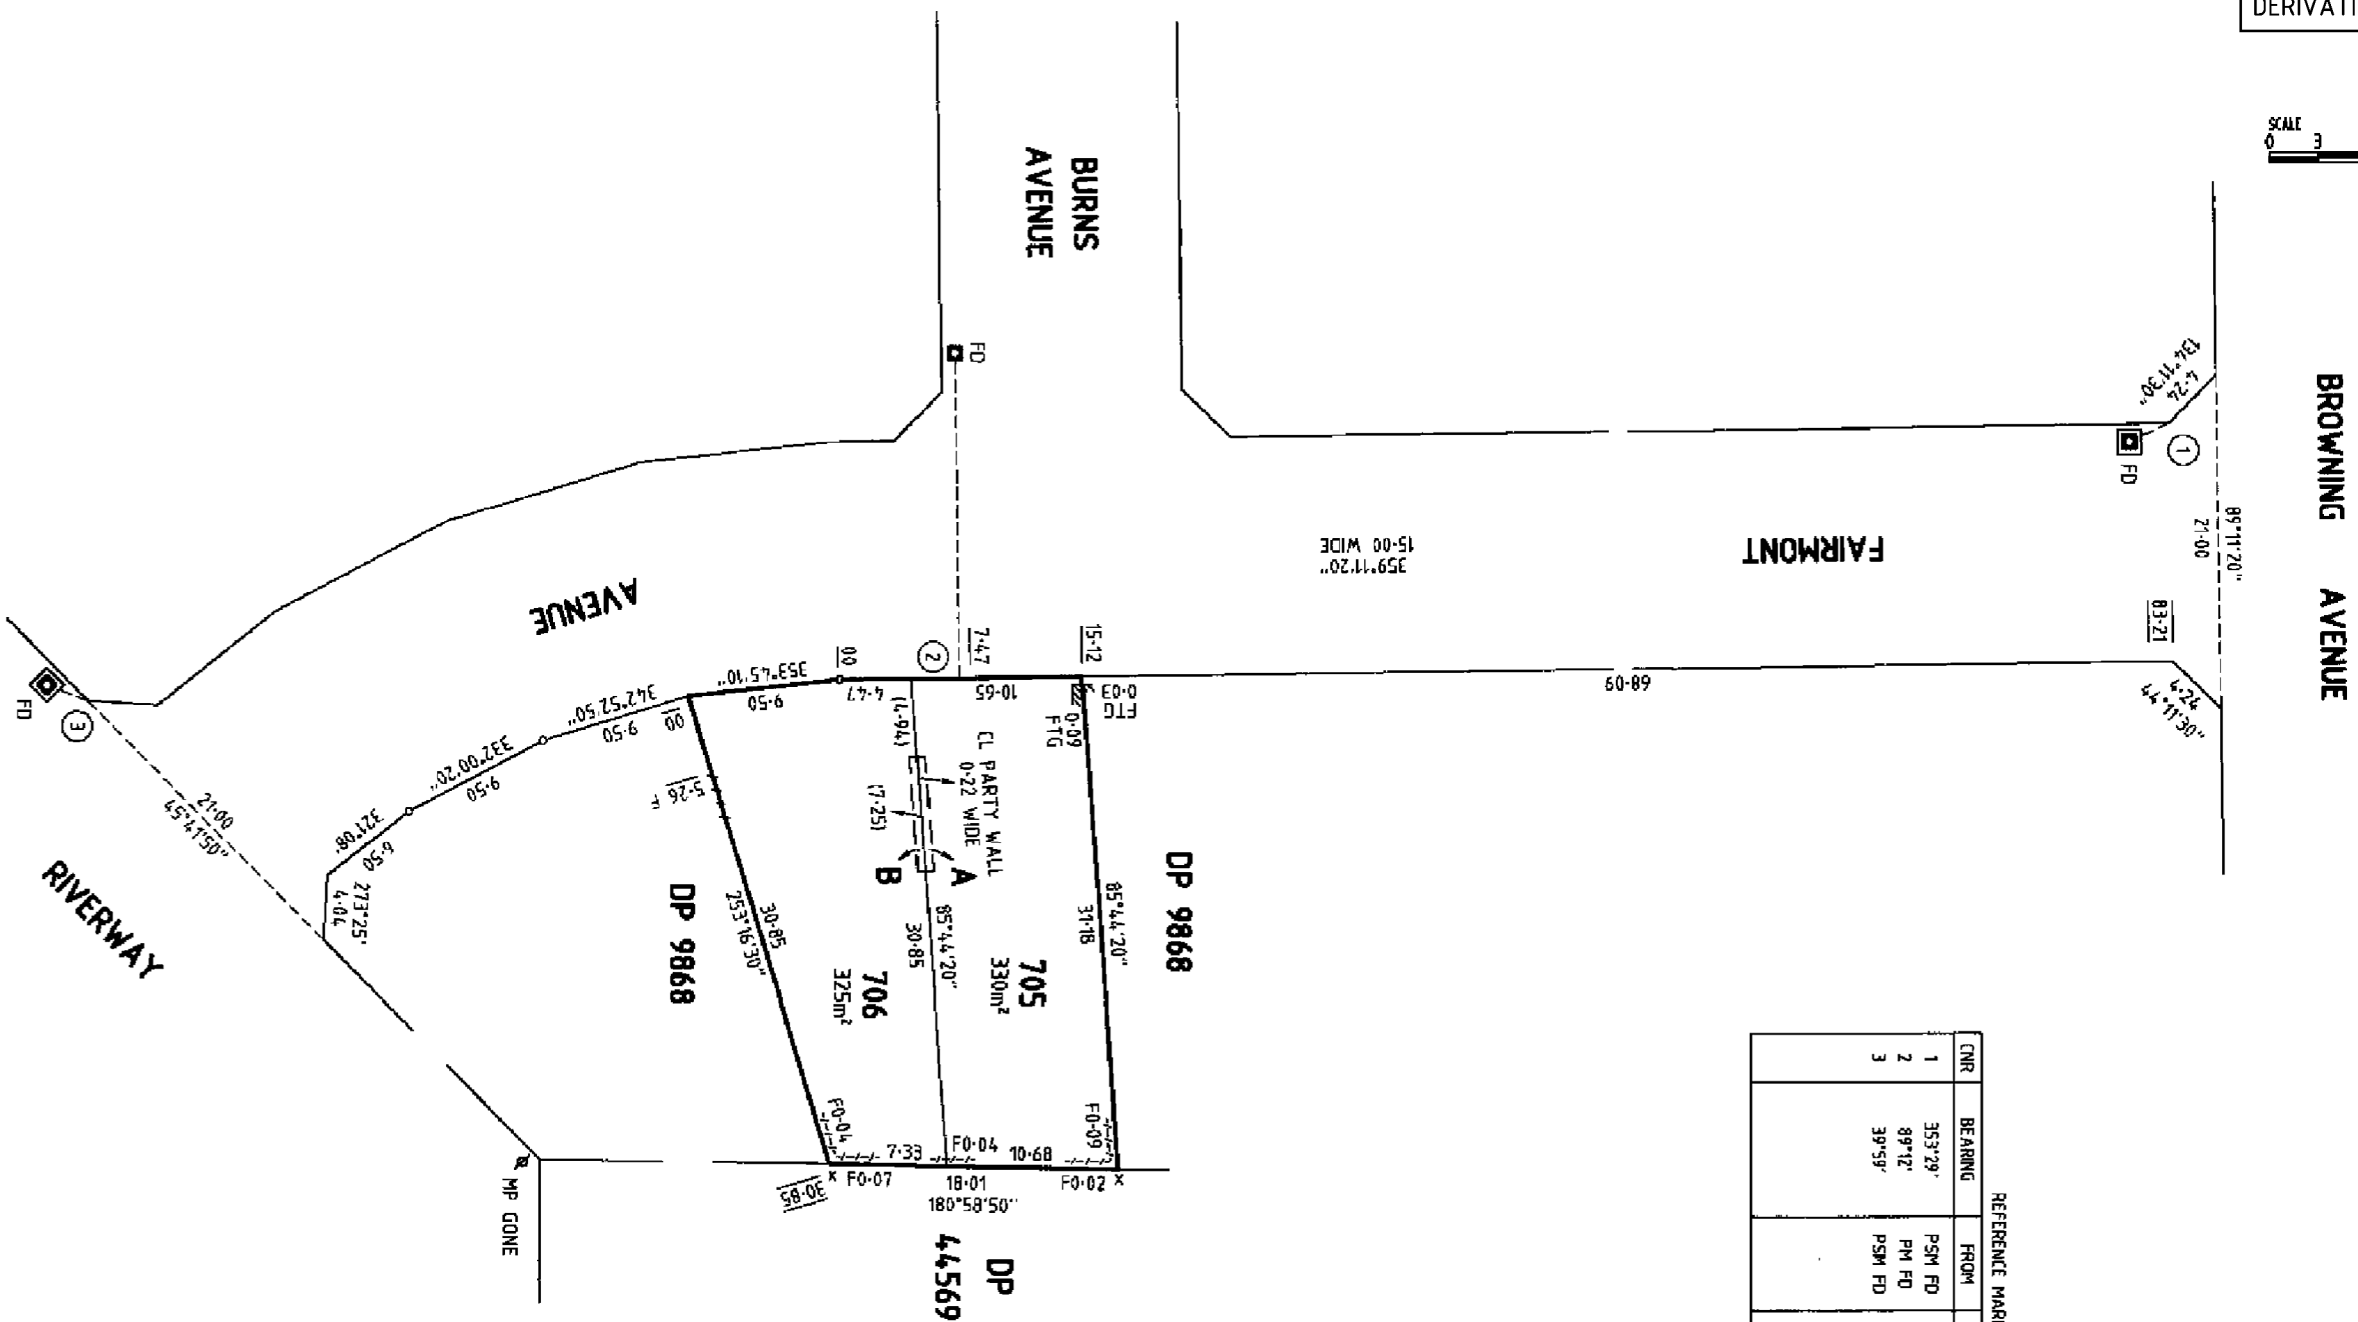 DERIVATI
SCALE
0 3
BROWNING AVENUE
89°11'20"
21·00
134°11'30"
4·24
1
FD
83·21
4·24
44°11'30"
FAIRMONT
359°11'20"
15·00 WIDE
68·09
BURNS
AVENUE
FD
AVENUE
15·12
7·47
2
00
0·03
FTG
0·09
FTG
10·65
4·47
353°45'10"
9·50
342°52'50"
9·50
00
332°00'20"
9·50
321°08'
6·50
273°25'
4·04
21·00
45°41'50"
3
FD
RIVERWAY
(4·94)
CL PARTY WALL
0·22 WIDE
(7·25)
A
B
5·26 F
DP 9868
85°44'20"
31·18
705
330m²
85°44'20"
30·85
706
325m²
30·85
253°16'30"
DP 9868
F0·09
F0·04
F0·04
7·33
10·68
F0·07
18·01
F0·02
180°58'50"
30·85
DP
44569
MP GONE
REFERENCE MAR
CNR BEARING FROM
1 353°29' PSM FD
2 89°12' PM FD
3 39°59' PSM FD